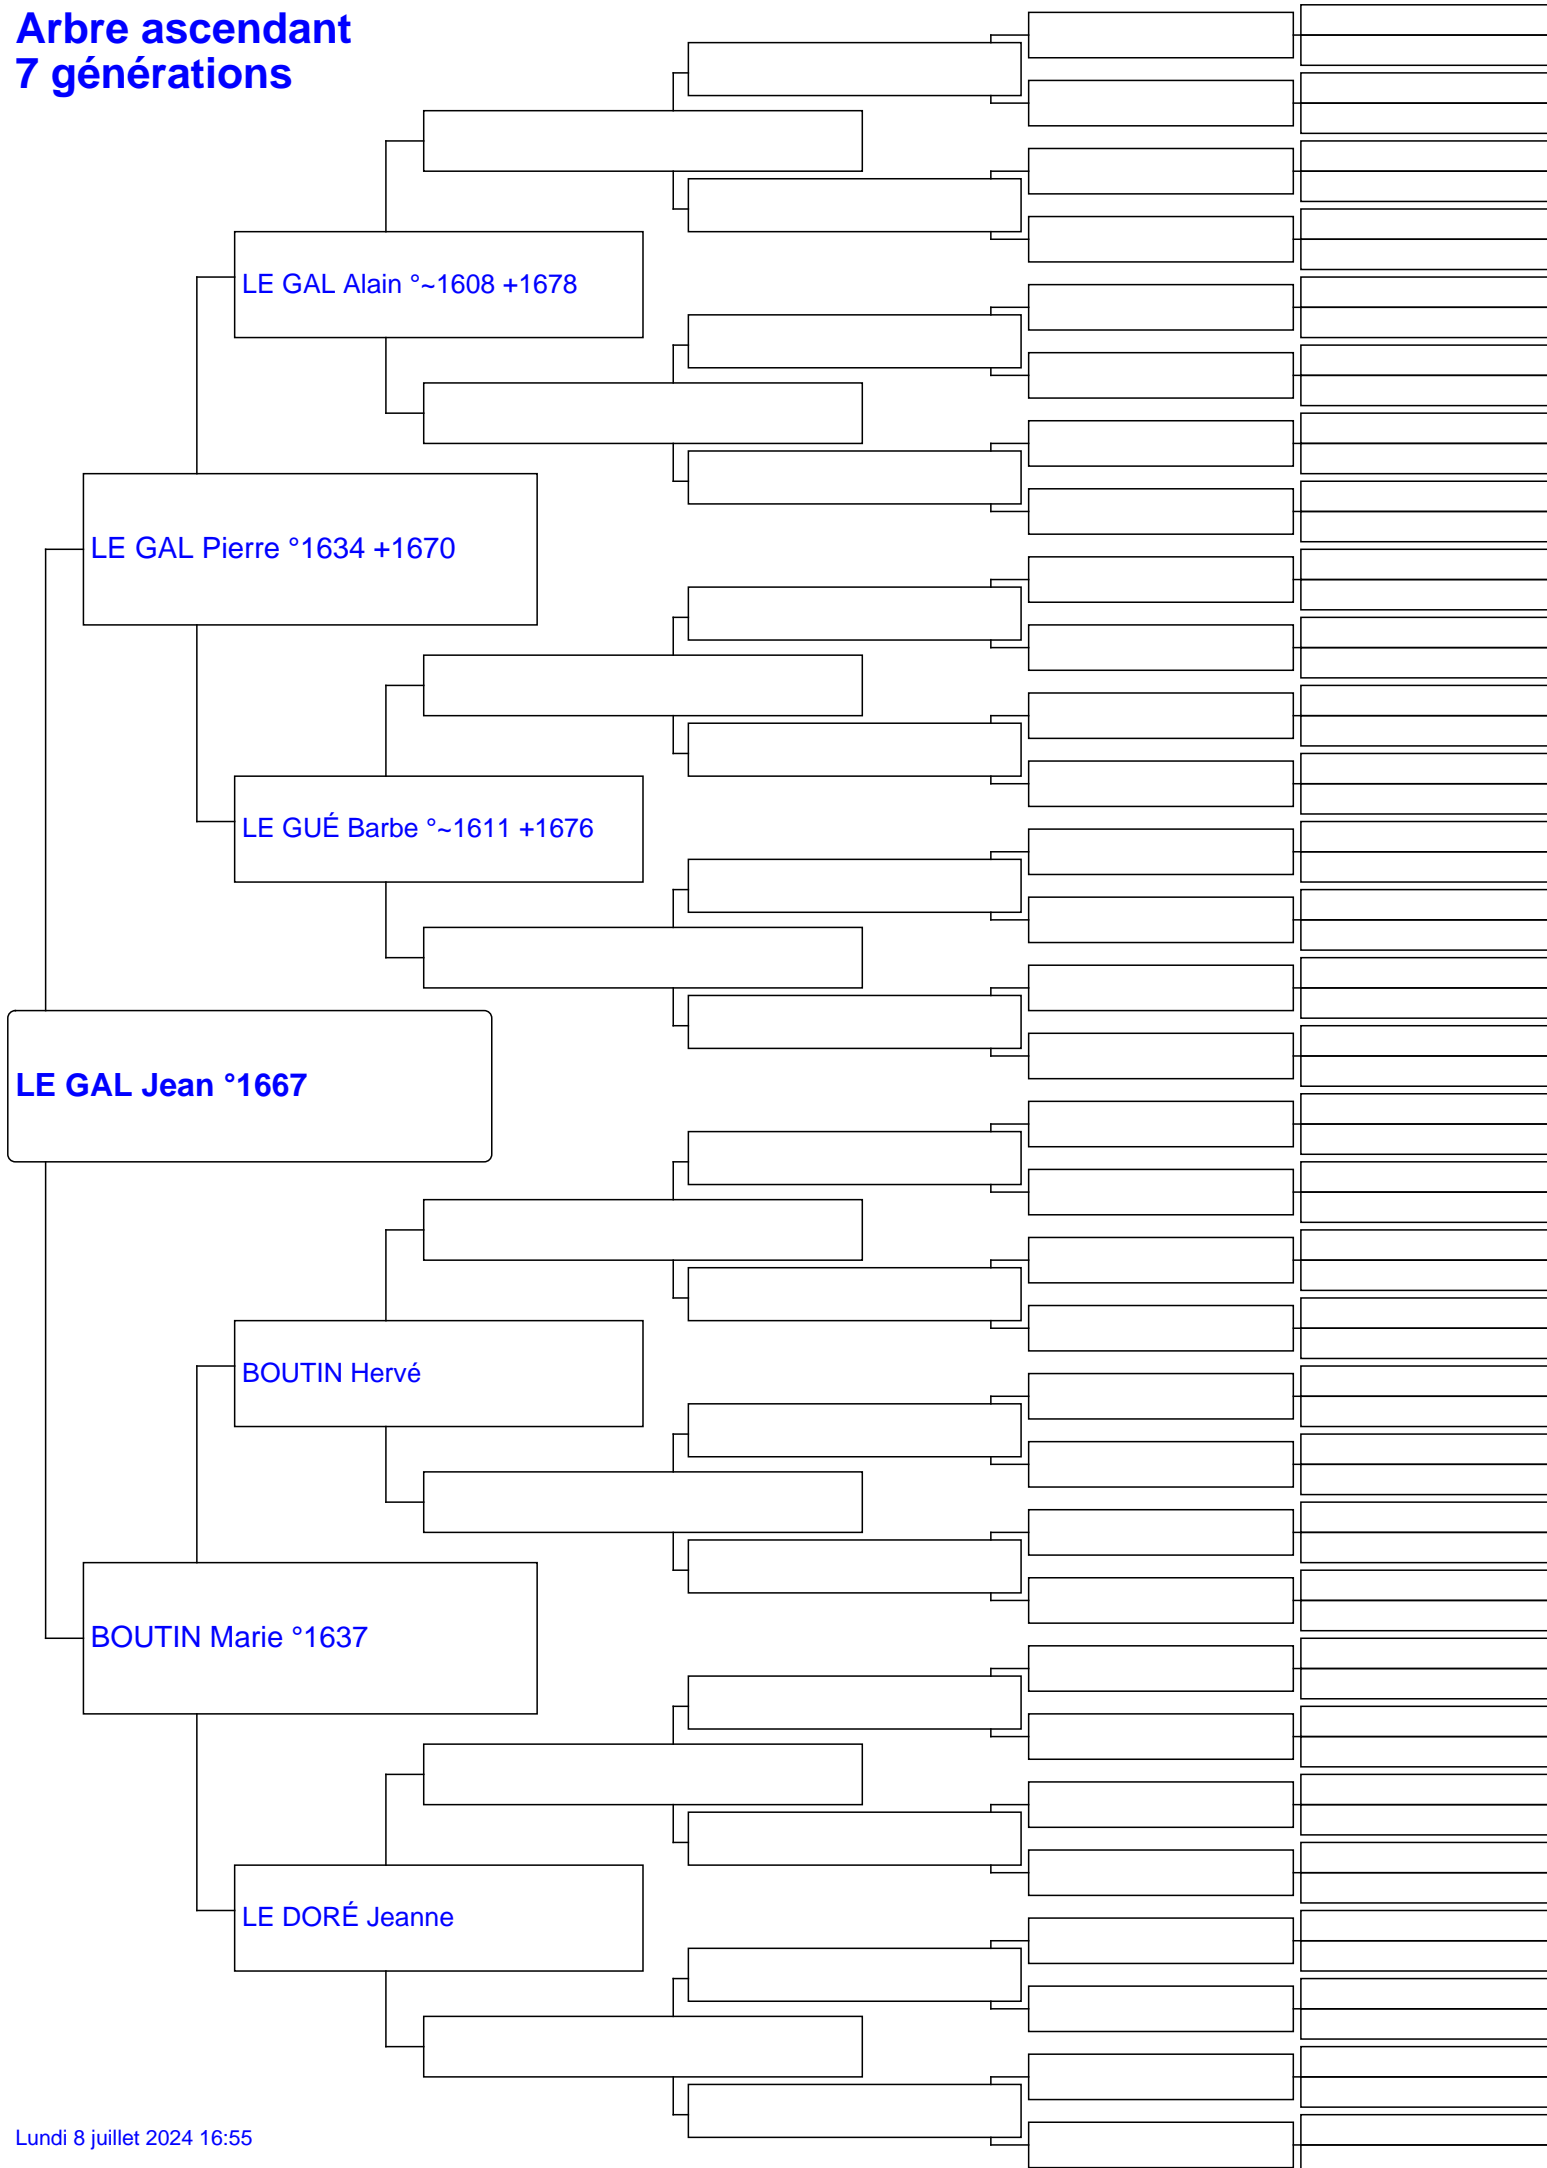 Arbre ascendant
7 générations
LE GAL Alain °~1608 +1678
LE GAL Pierre °1634 +1670
LE GUÉ Barbe °~1611 +1676
LE GAL Jean °1667
BOUTIN Hervé
BOUTIN Marie °1637
LE DORÉ Jeanne
Lundi 8 juillet 2024 16:55